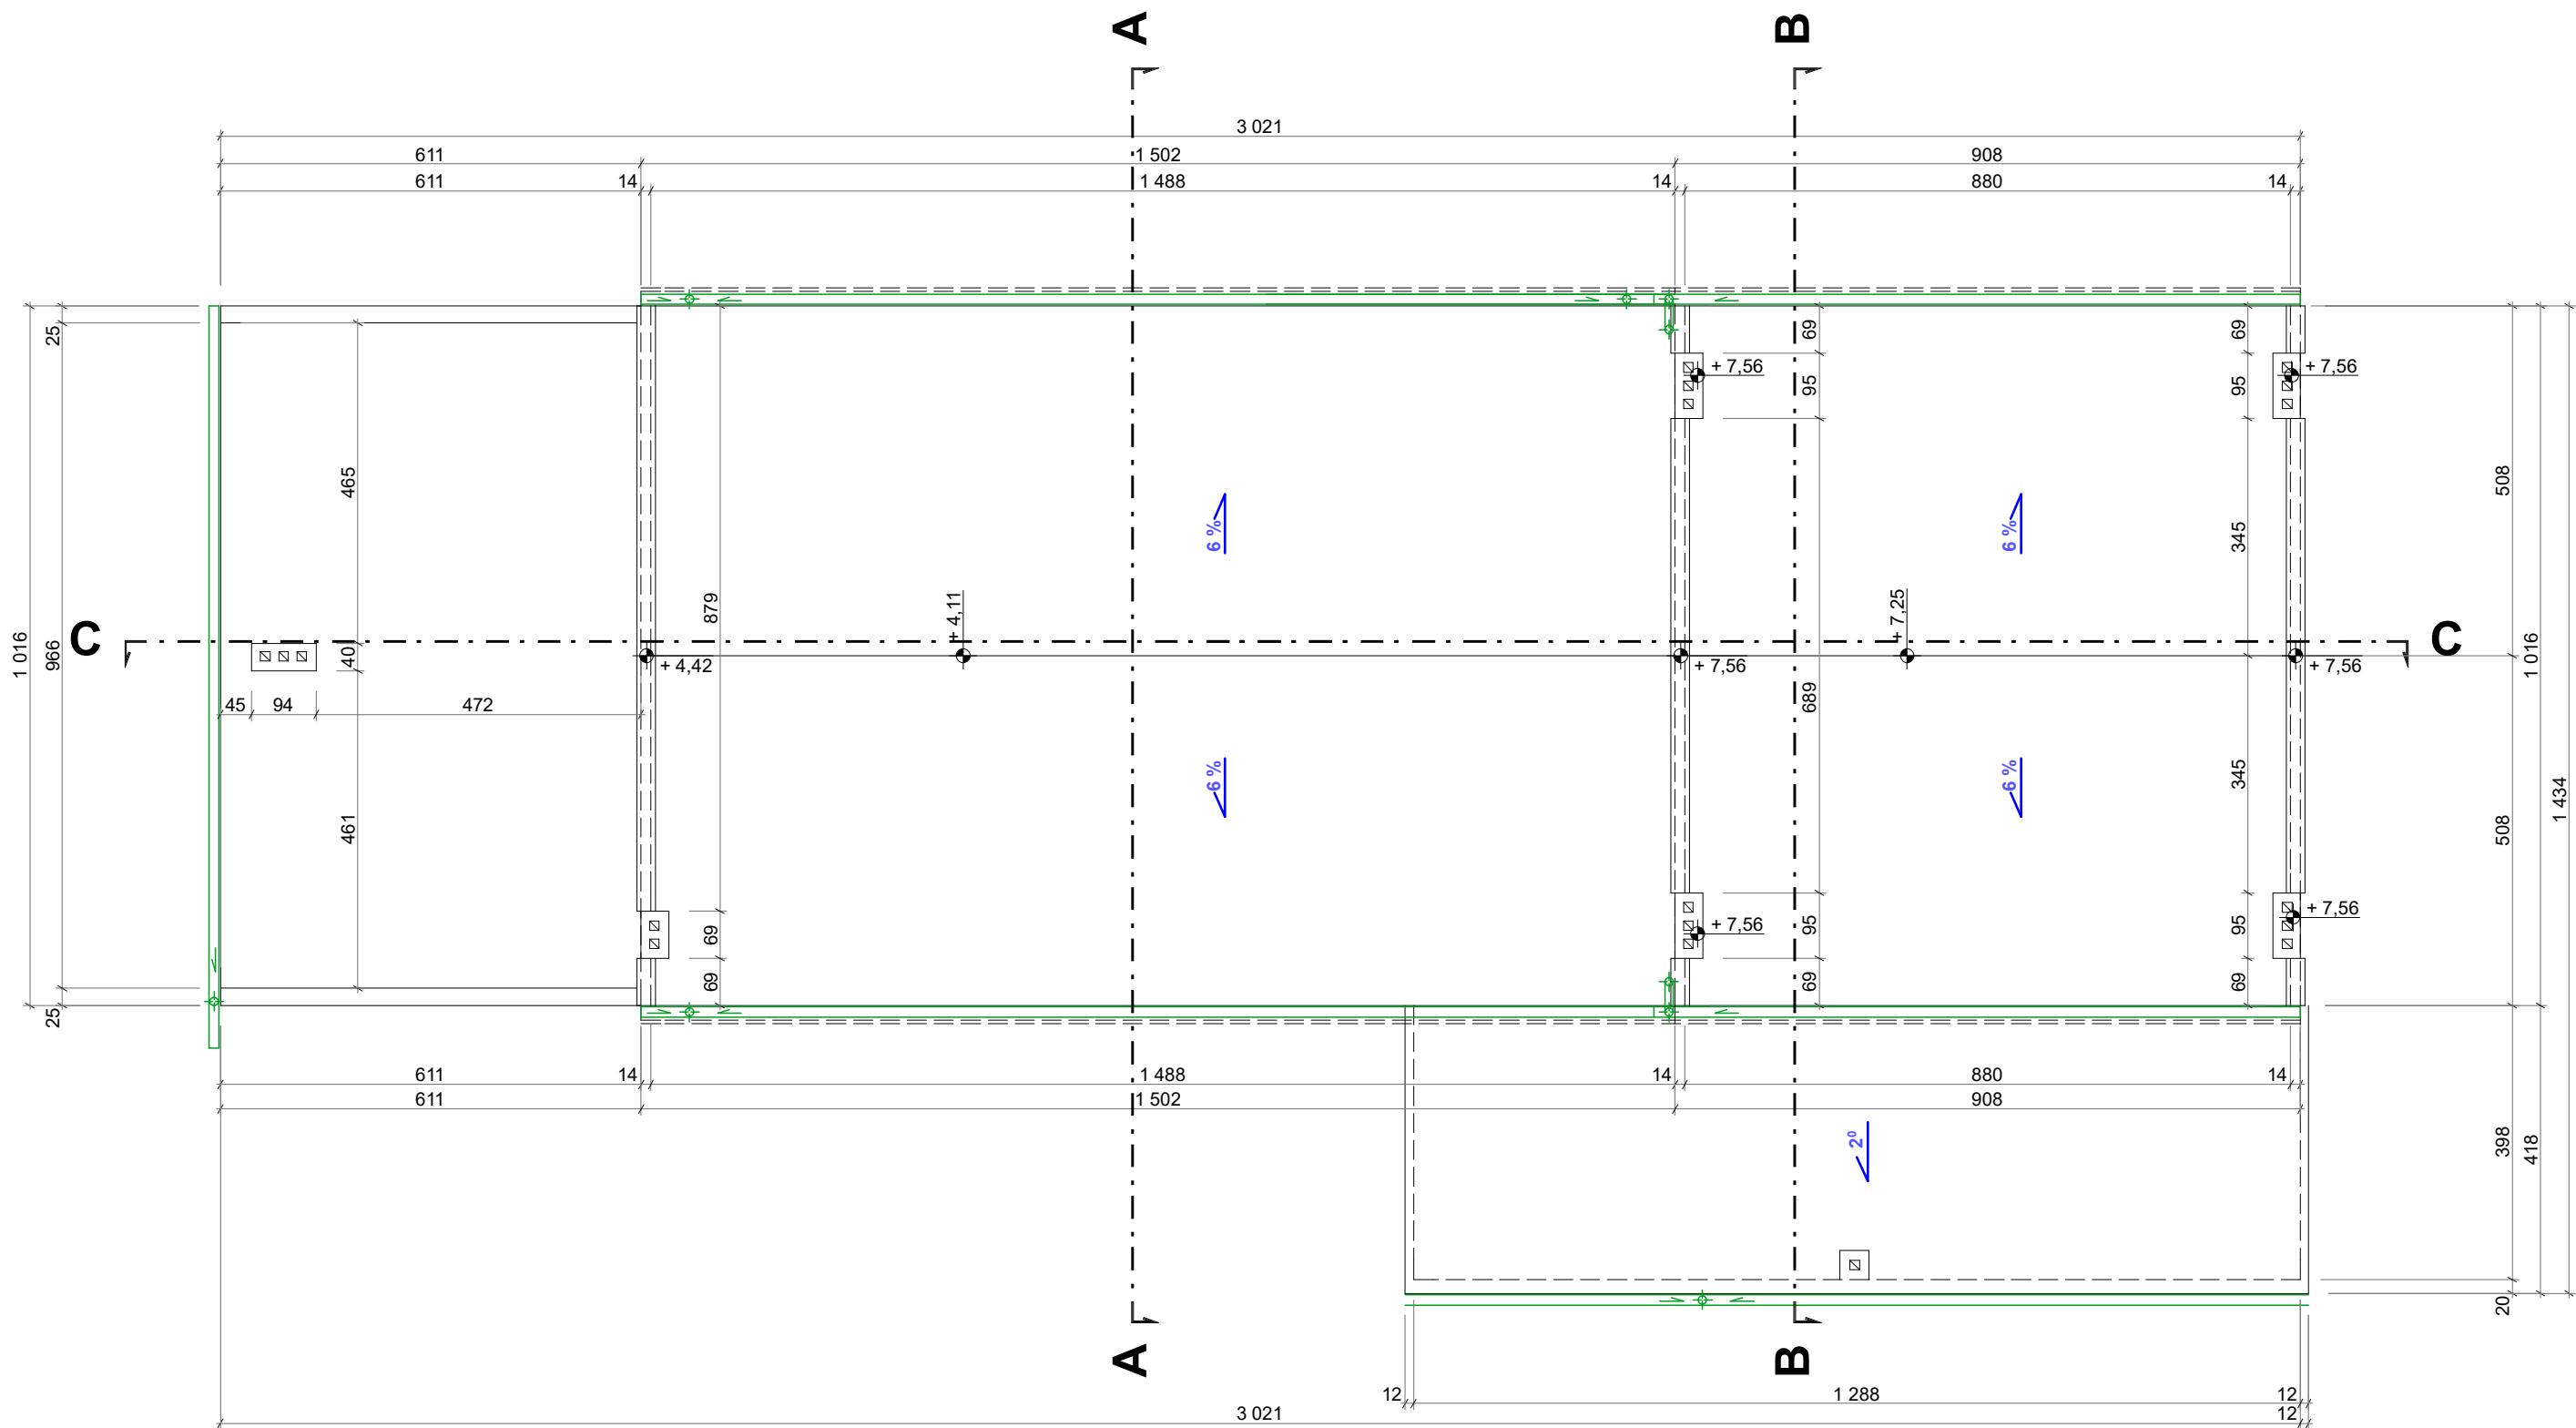 A B
3 021
611 1 502 908
611 14 1 488 14 880 14
25 69 69
+ 7,56 + 7,56
95 95
465 508
6 % 6 % 345
879 + 4,11 + 7,25
C C
1 016 966 40 1 016
+ 4,42 + 7,56 + 7,56
45 94 472 689
6 % 6 % 345
461 508 1 434
69 + 7,56 95 95 + 7,56
69 69 69
25
611 14 1 488 14 880 14
611 1 502 908
2⁰ 398 418
20
A B
12 1 288 12
3 021 12